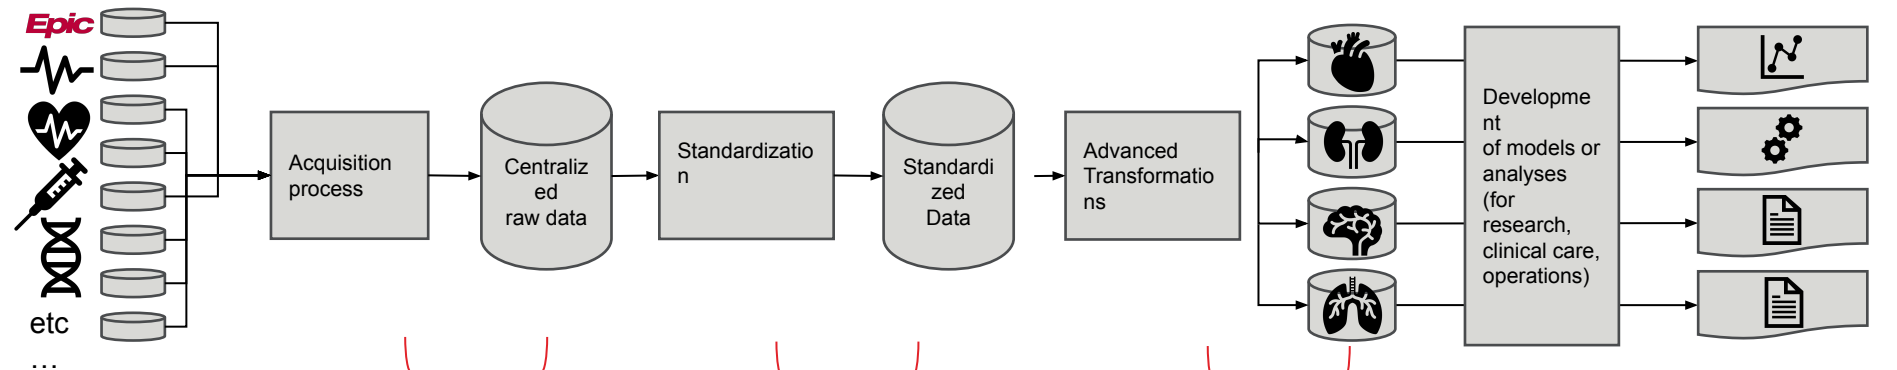 Epic
etc
...
Acquisition
process
Centraliz
ed
raw data
Standardizatio
n
Standardi
zed
Data
Advanced
Transformatio
ns
Developme
nt
of models or
analyses
(for
research,
clinical care,
operations)